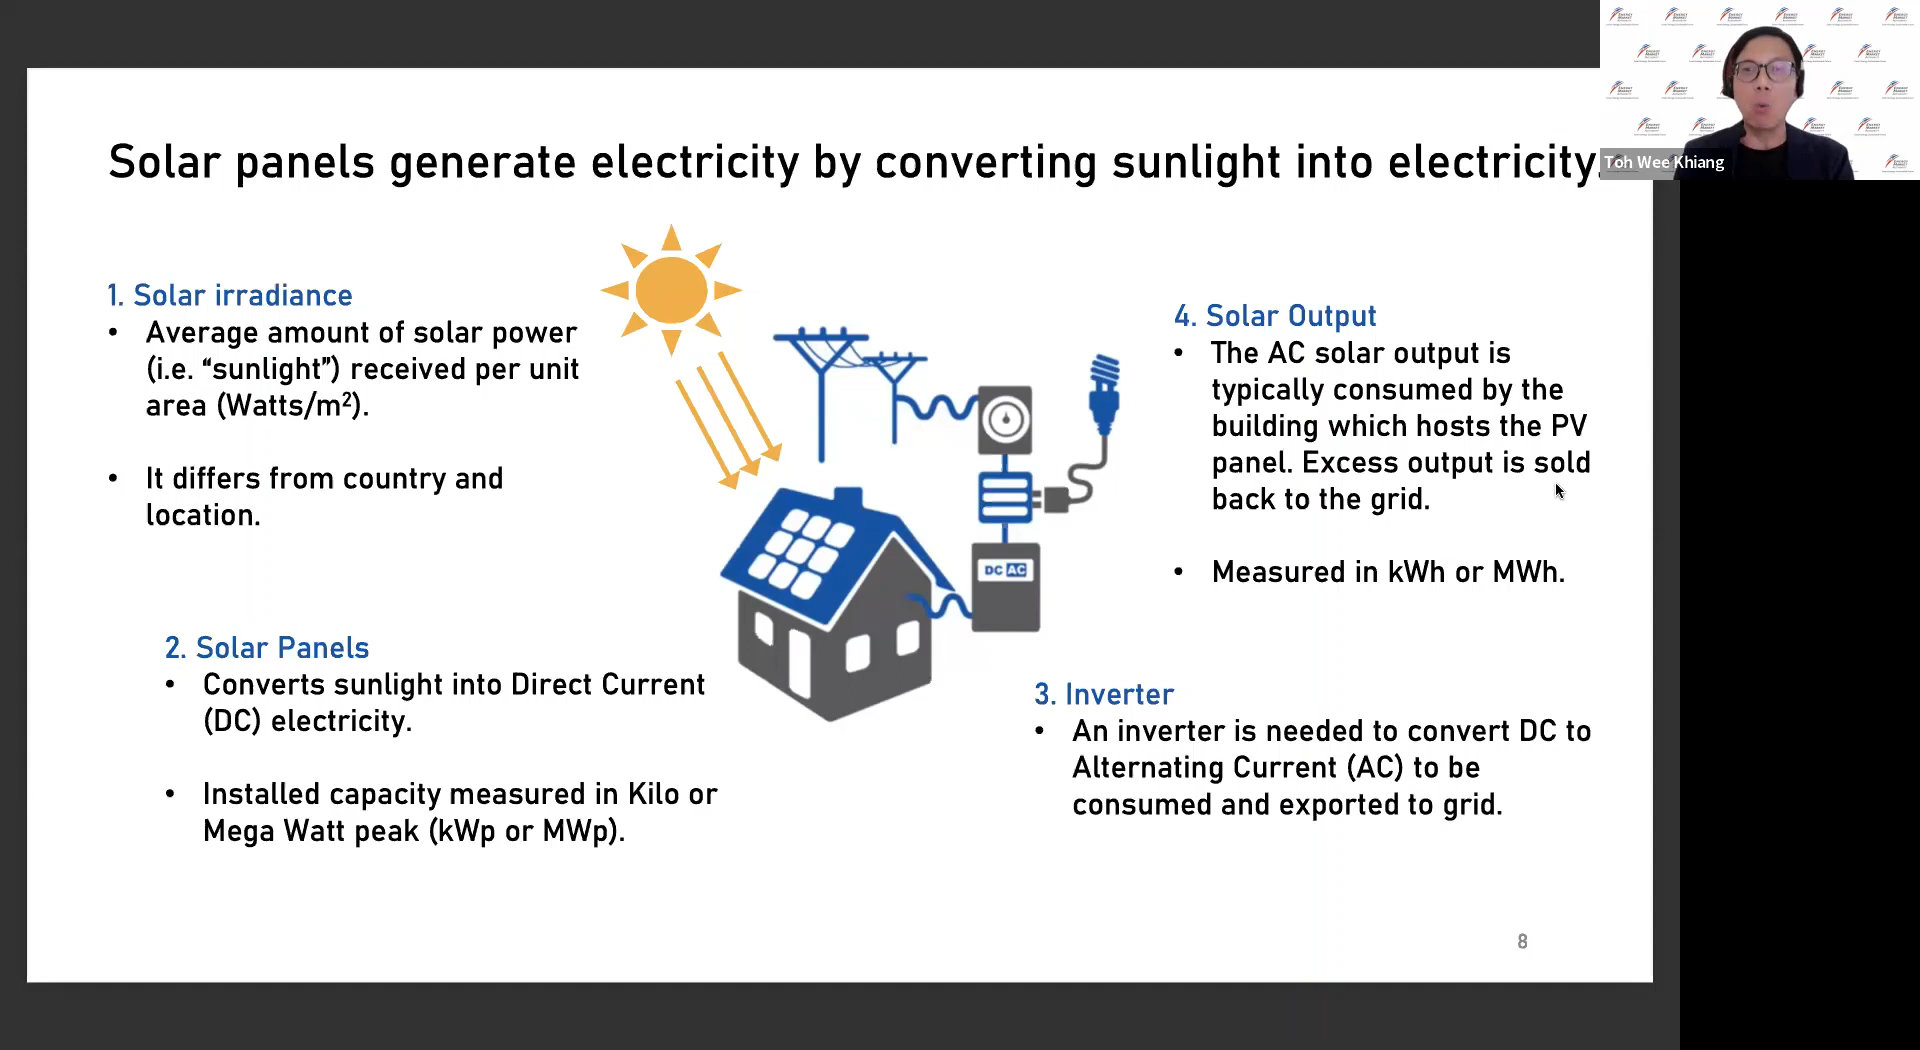 Solar panels generate electricity by converting sunlight into electricity.
Toh Wee Khiang
1. Solar irradiance
• Average amount of solar power
(i.e. “sunlight”) received per unit
area (Watts/m²).
• It differs from country and
location.
2. Solar Panels
• Converts sunlight into Direct Current
(DC) electricity.
• Installed capacity measured in Kilo or
Mega Watt peak (kWp or MWp).
DC AC
3. Inverter
• An inverter is needed to convert DC to
Alternating Current (AC) to be
consumed and exported to grid.
4. Solar Output
• The AC solar output is
typically consumed by the
building which hosts the PV
panel. Excess output is sold
back to the grid.
• Measured in kWh or MWh.
8
ENERGY
MARKET
AUTHORITY